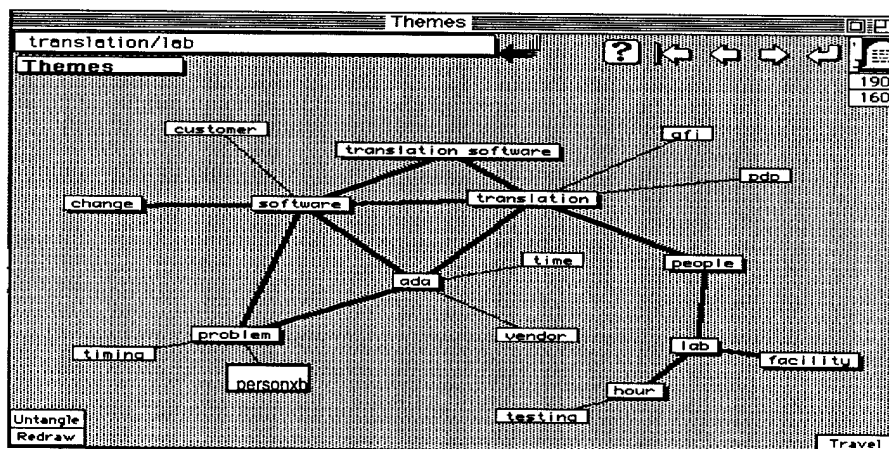 Themes
translation/lab
?
Themes
190
160
customer
afi
translation software
pdp
change
software
translation
time
people
ada
problem
vendor
timing
lab
facility
personxb
hour
testing
Untangle
Redraw
Travel